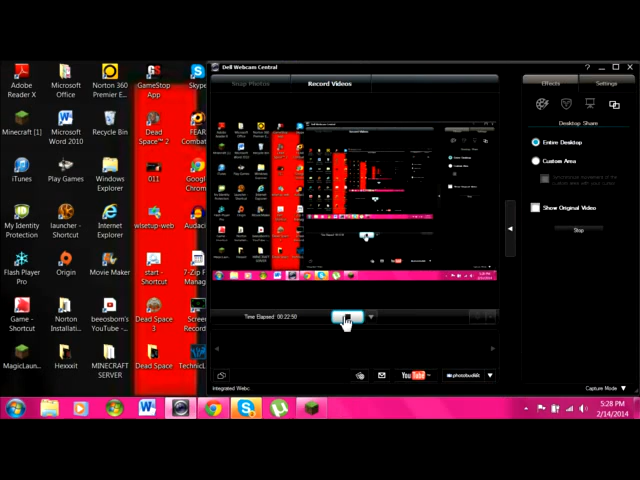 Dell Webcam Central
Snap Photos
Record Videos
Effects
Settings
Desktop Share
Entire Desktop
Custom Area
Show Original Video
Stop
Time Elapsed: 00:22:50
YouTube
photobucket
Integrated Webc
Capture Mode
Adobe Reader X
Microsoft Office
Norton 360 Premier E...
GameStop App
Skype
Minecraft [1]
Microsoft Word 2010
Recycle Bin
Dead Space™ 2
FEAR Combat
iTunes
Play Games
Windows Explorer
011
Google Chrom
My Identity Protection
launcher - Shortcut
Internet Explorer
wlsetup-web
Audac
Flash Player Pro
Origin
Movie Maker
start - Shortcut
7-Zip F Manag
Game - Shortcut
Norton Installati...
beeosbom's YouTube -...
Dead Space 3
Screen Record
MagicLaun...
Hexxit
MINECRAFT SERVER
Dead Space
TechnicL
5:28 PM
2/14/2014